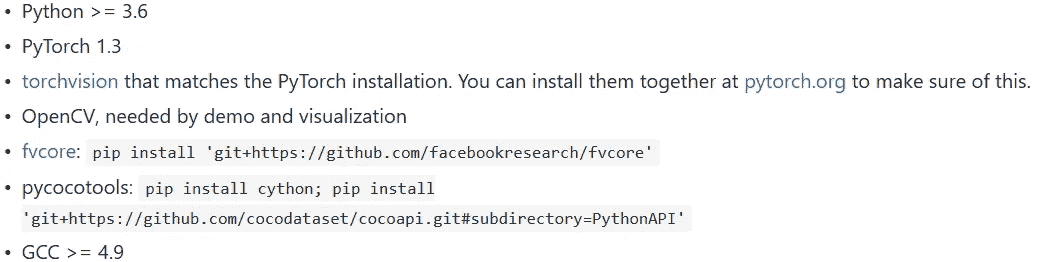 • Python >= 3.6
• PyTorch 1.3
• torchvision that matches the PyTorch installation. You can install them together at pytorch.org to make sure of this.
• OpenCV, needed by demo and visualization
• fvcore: pip install 'git+https://github.com/facebookresearch/fvcore'
• pycocotools: pip install cython; pip install
'git+https://github.com/cocodataset/cocoapi.git#subdirectory=PythonAPI'
• GCC >= 4.9